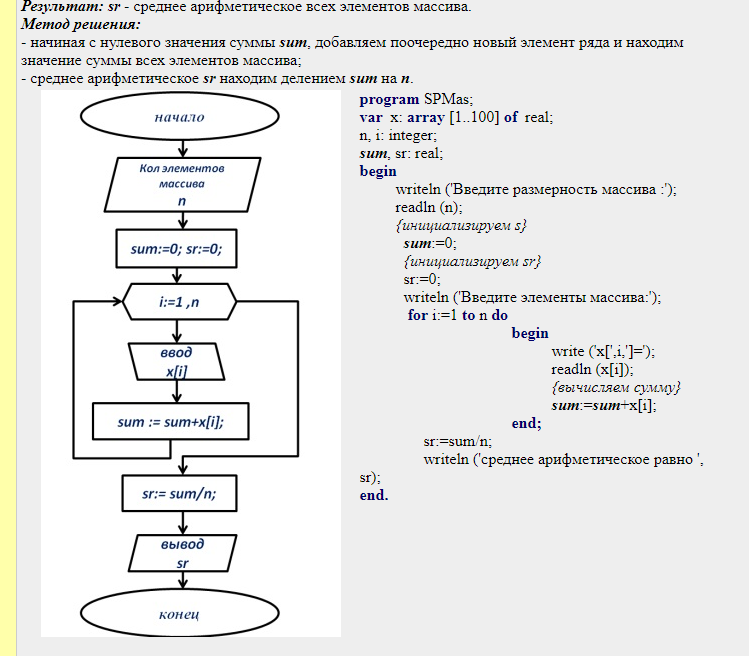 Результат: sr - среднее арифметическое всех элементов массива.
Метод решения:
- начиная с нулевого значения суммы sum, добавляем поочередно новый элемент ряда и находим
значение суммы всех элементов массива;
- среднее арифметическое sr находим делением sum на n.
начало
Кол элементов
массива
n
sum:=0; sr:=0;
i:=1 ,n
ввод
x[i]
sum := sum+x[i];
sr:= sum/n;
вывод
sr
конец
program SPMas;
var x: array [1..100] of real;
n, i: integer;
sum, sr: real;
begin
writeln ('Введите размерность массива :');
readln (n);
{инициализируем s}
sum:=0;
{инициализируем sr}
sr:=0;
writeln ('Введите элементы массива:');
for i:=1 to n do
begin
write ('x[',i,']=');
readln (x[i]);
{вычисляем сумму}
sum:=sum+x[i];
end;
sr:=sum/n;
writeln ('среднее арифметическое равно ',
sr);
end.